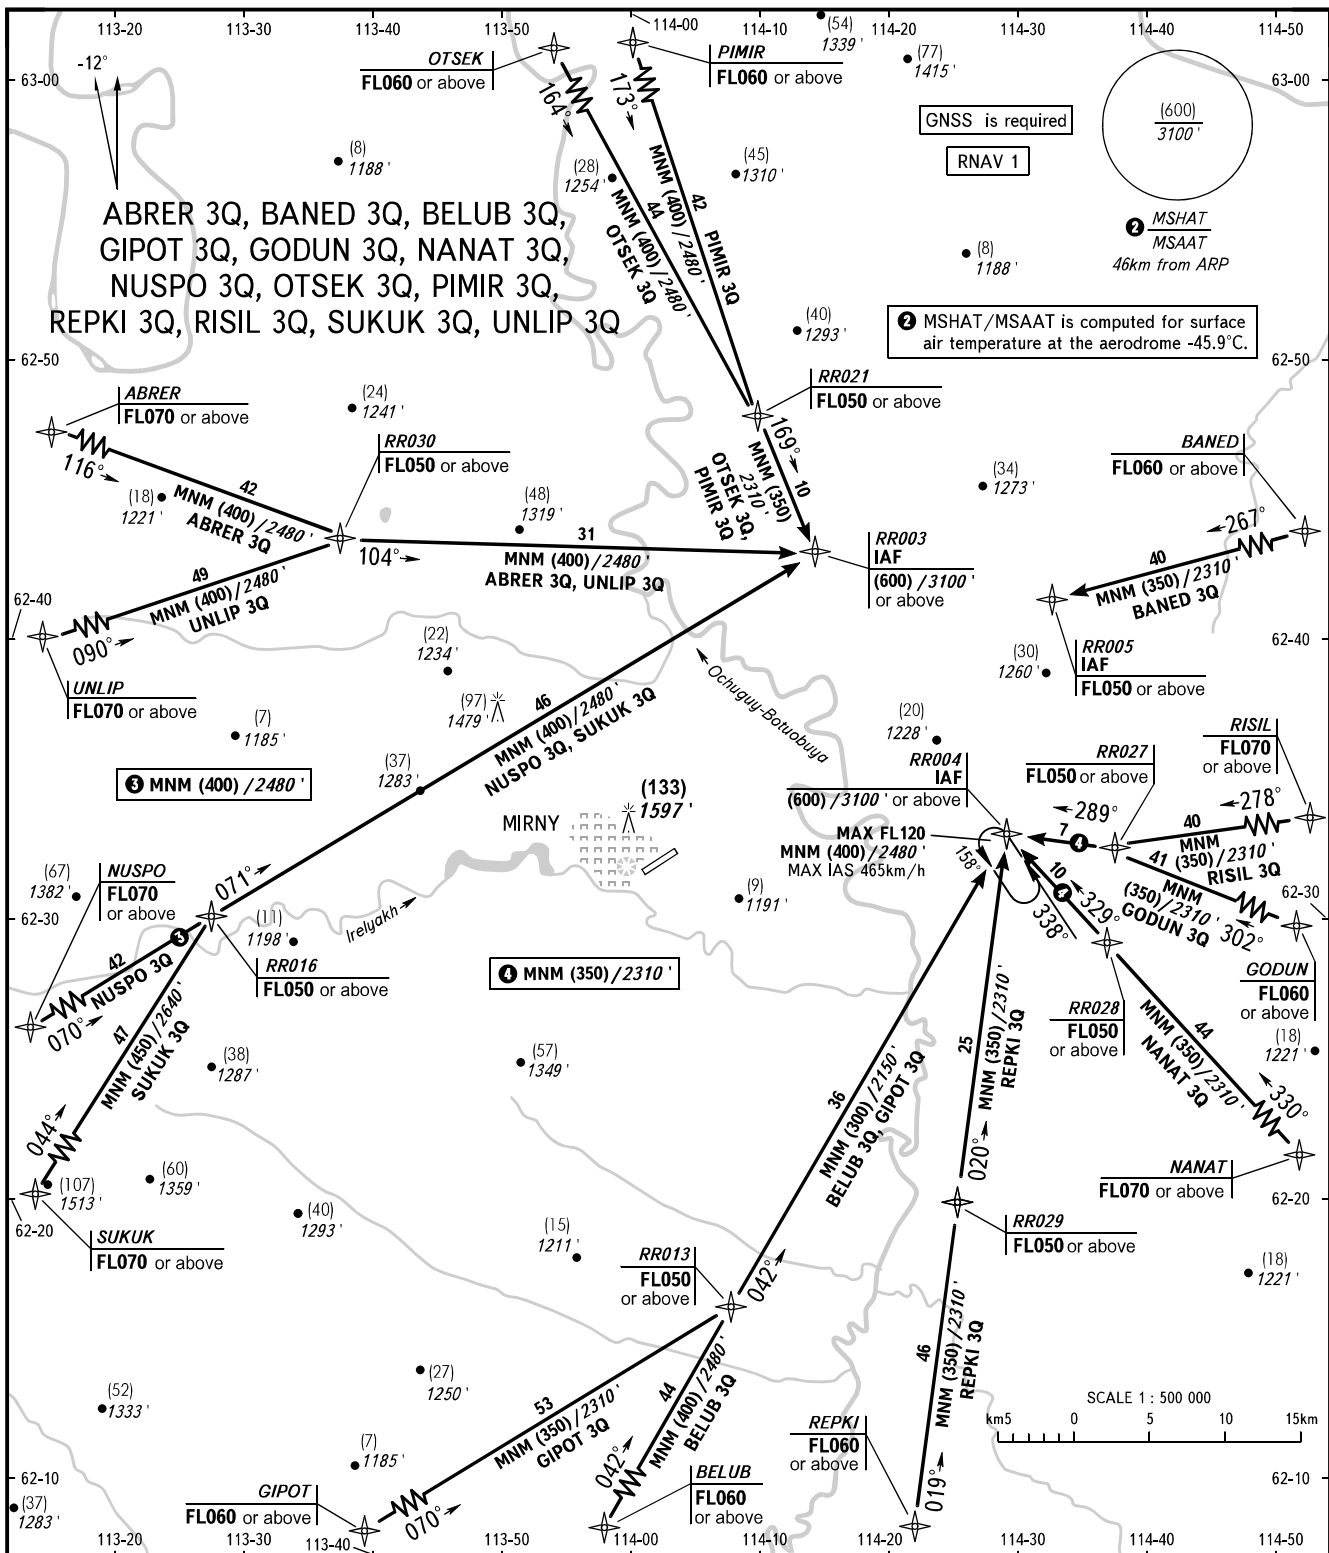 113-20
113-30
113-40
113-50
114-00
114-10
114-20
114-30
114-40
114-50
-12°
63-00
63-00
OTSEK
FL060 or above
PIMIR
FL060 or above
(54)
1339 '
(77)
1415 '
GNSS is required
RNAV 1
(600)
3100 '
2 MSHAT
MSAAT
46km from ARP
164°
173°
(8)
1188 '
(28)
1254 '
(45)
1310 '
(8)
1188 '
MNM (400)/2480 '
44
OTSEK 3Q
42
MNM (400)/2480 '
PIMIR 3Q
ABRER 3Q, BANED 3Q, BELUB 3Q,
GIPOT 3Q, GODUN 3Q, NANAT 3Q,
NUSPO 3Q, OTSEK 3Q, PIMIR 3Q,
REPKI 3Q, RISIL 3Q, SUKUK 3Q, UNLIP 3Q
2 MSHAT/MSAAT is computed for surface
air temperature at the aerodrome -45.9°C.
(40)
1293 '
62-50
62-50
ABRER
FL070 or above
(24)
1241 '
RR030
FL050 or above
RR021
FL050 or above
BANED
FL060 or above
116°
42
MNM (400)/2480 '
ABRER 3Q
(18)
1221 '
(48)
1319 '
169°
10
MNM (350)
2310 '
OTSEK 3Q,
PIMIR 3Q
(34)
1273 '
267°
40
MNM (350)/2310 '
BANED 3Q
104°
31
MNM (400)/2480 '
ABRER 3Q, UNLIP 3Q
RR003
IAF
(600)/3100 '
or above
49
MNM (400)/2480 '
UNLIP 3Q
090°
62-40
62-40
UNLIP
FL070 or above
(22)
1234 '
(97)
1479 '
(7)
1185 '
(37)
1283 '
46
MNM (400)/2480 '
NUSPO 3Q, SUKUK 3Q
Ochuguy-Botuobuya
(30)
1260 '
RR005
IAF
FL050 or above
(20)
1228 '
RR004
IAF
(600)/3100 ' or above
RR027
FL050 or above
RISIL
FL070
or above
3 MNM (400)/2480 '
MIRNY
(133)
1597 '
MAX FL120
MNM (400)/2480 '
MAX IAS 465km/h
158°
338°
289°
7
4
278°
40
MNM
(350)/2310 '
RISIL 3Q
41
MNM
(350)/2310 '
GODUN 3Q
302°
10
4
329°
62-30
62-30
(67)
1382 '
NUSPO
FL070
or above
071°
(11)
1198 '
Irelyakh
(9)
1191 '
RR016
FL050 or above
4 MNM (350)/2310 '
42
3
NUSPO 3Q
070°
47
MNM (450)/2640 '
SUKUK 3Q
044°
GODUN
FL060
or above
RR028
FL050
or above
44
MNM (350)/2310 '
NANAT 3Q
330°
(18)
1221 '
(38)
1287 '
(57)
1349 '
36
MNM (300)/2150 '
BELUB 3Q, GIPOT 3Q
25
MNM (350)/2310 '
REPKI 3Q
020°
(107)
1513 '
(60)
1359 '
(40)
1293 '
(15)
1211 '
NANAT
FL070 or above
62-20
62-20
SUKUK
FL070 or above
RR013
FL050
or above
042°
RR029
FL050 or above
(18)
1221 '
46
MNM (350)/2310 '
REPKI 3Q
(27)
1250 '
(52)
1333 '
53
MNM (350)/2310 '
GIPOT 3Q
44
MNM (400)/2480 '
BELUB 3Q
SCALE 1 : 500 000
km5 0 5 10 15km
REPKI
FL060
or above
(7)
1185 '
042°
BELUB
FL060
or above
019°
62-10
62-10
(37)
1283 '
GIPOT
FL060 or above
070°
113-20
113-30
113-40
113-50
114-00
114-10
114-20
114-30
114-40
114-50